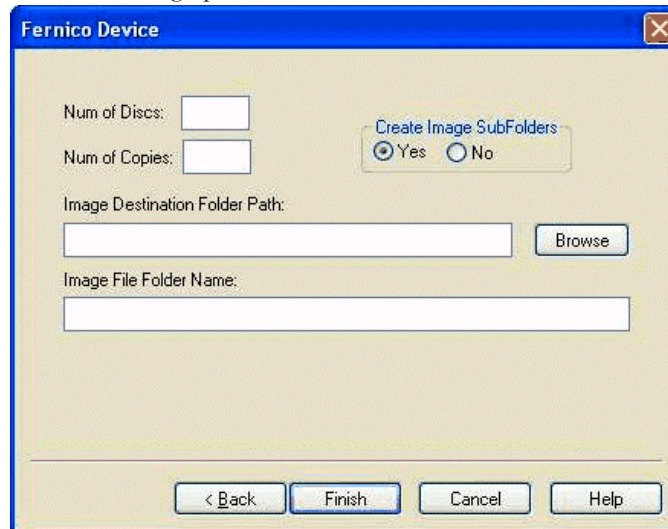 Fernico Device
Num of Discs:
Create Image SubFolders
Num of Copies:
Yes No
Image Destination Folder Path:
Browse
Image File Folder Name:
< Back Finish Cancel Help